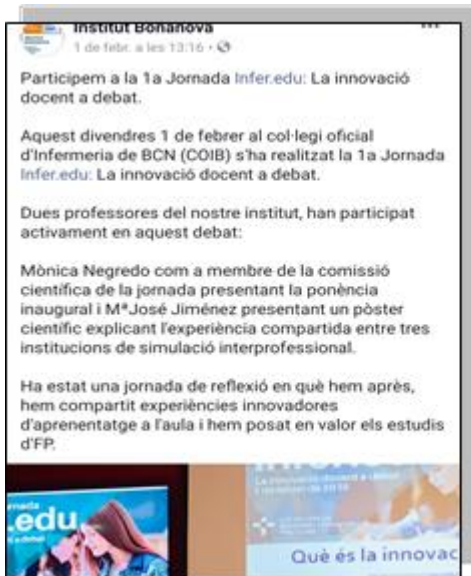 Institut Bonanova
1 de febr. a les 13:16 •
Participem a la 1a Jornada Infer.edu: La innovació
docent a debat.
Aquest divendres 1 de febrer al col·legi oficial
d'Infermeria de BCN (COIB) s'ha realitzat la 1a Jornada
Infer.edu: La innovació docent a debat.
Dues professores del nostre institut, han participat
activament en aquest debat:
Mònica Negredo com a membre de la comissió
científica de la jornada presentant la ponència
inaugural i MªJosé Jiménez presentant un pòster
científic explicant l'experiència compartida entre tres
institucions de simulació interprofessional.
Ha estat una jornada de reflexió en què hem après,
hem compartit experiències innovadores
d'aprenentatge a l'aula i hem posat en valor els estudis
d'FP.
.edu
La innovació docent a debat
Què és la innovac